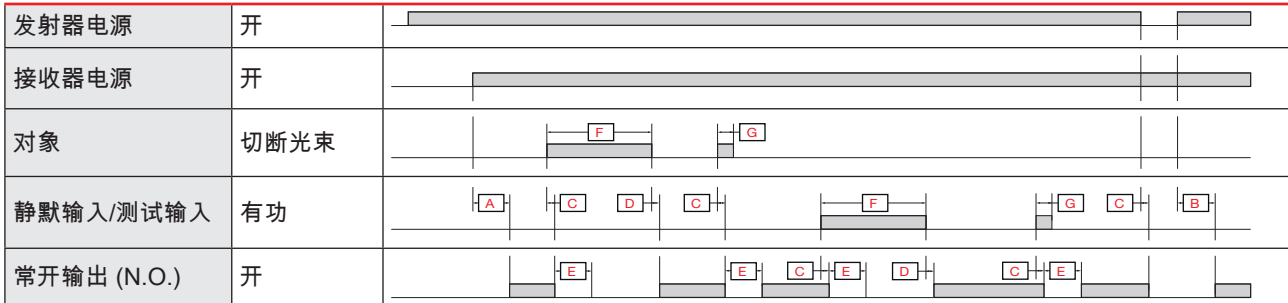 发射器电源 开
接收器电源 开
对象 切断光束 F G
静默输入/测试输入 有功 A C D C F G C B
常开输出 (N.O.) 开 E E C E D C E